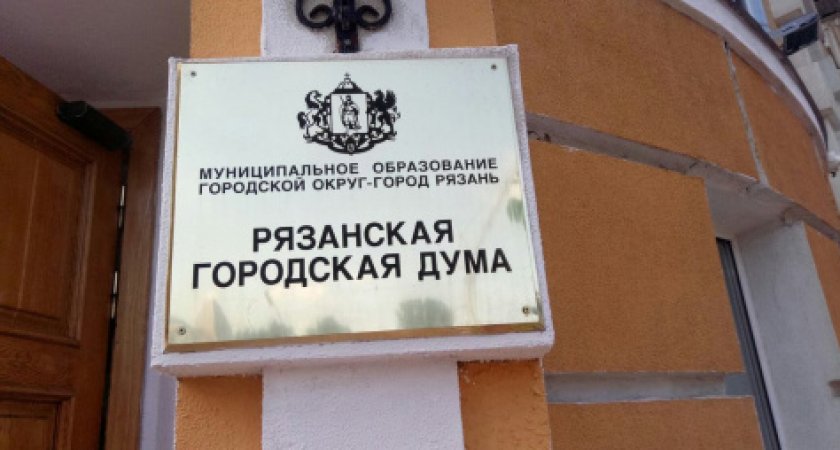 МУНИЦИПАЛЬНОЕ ОБРАЗОВАНИЕ
ГОРОДСКОЙ ОКРУГ-ГОРОД РЯЗАНЬ
РЯЗАНСКАЯ
ГОРОДСКАЯ ДУМА